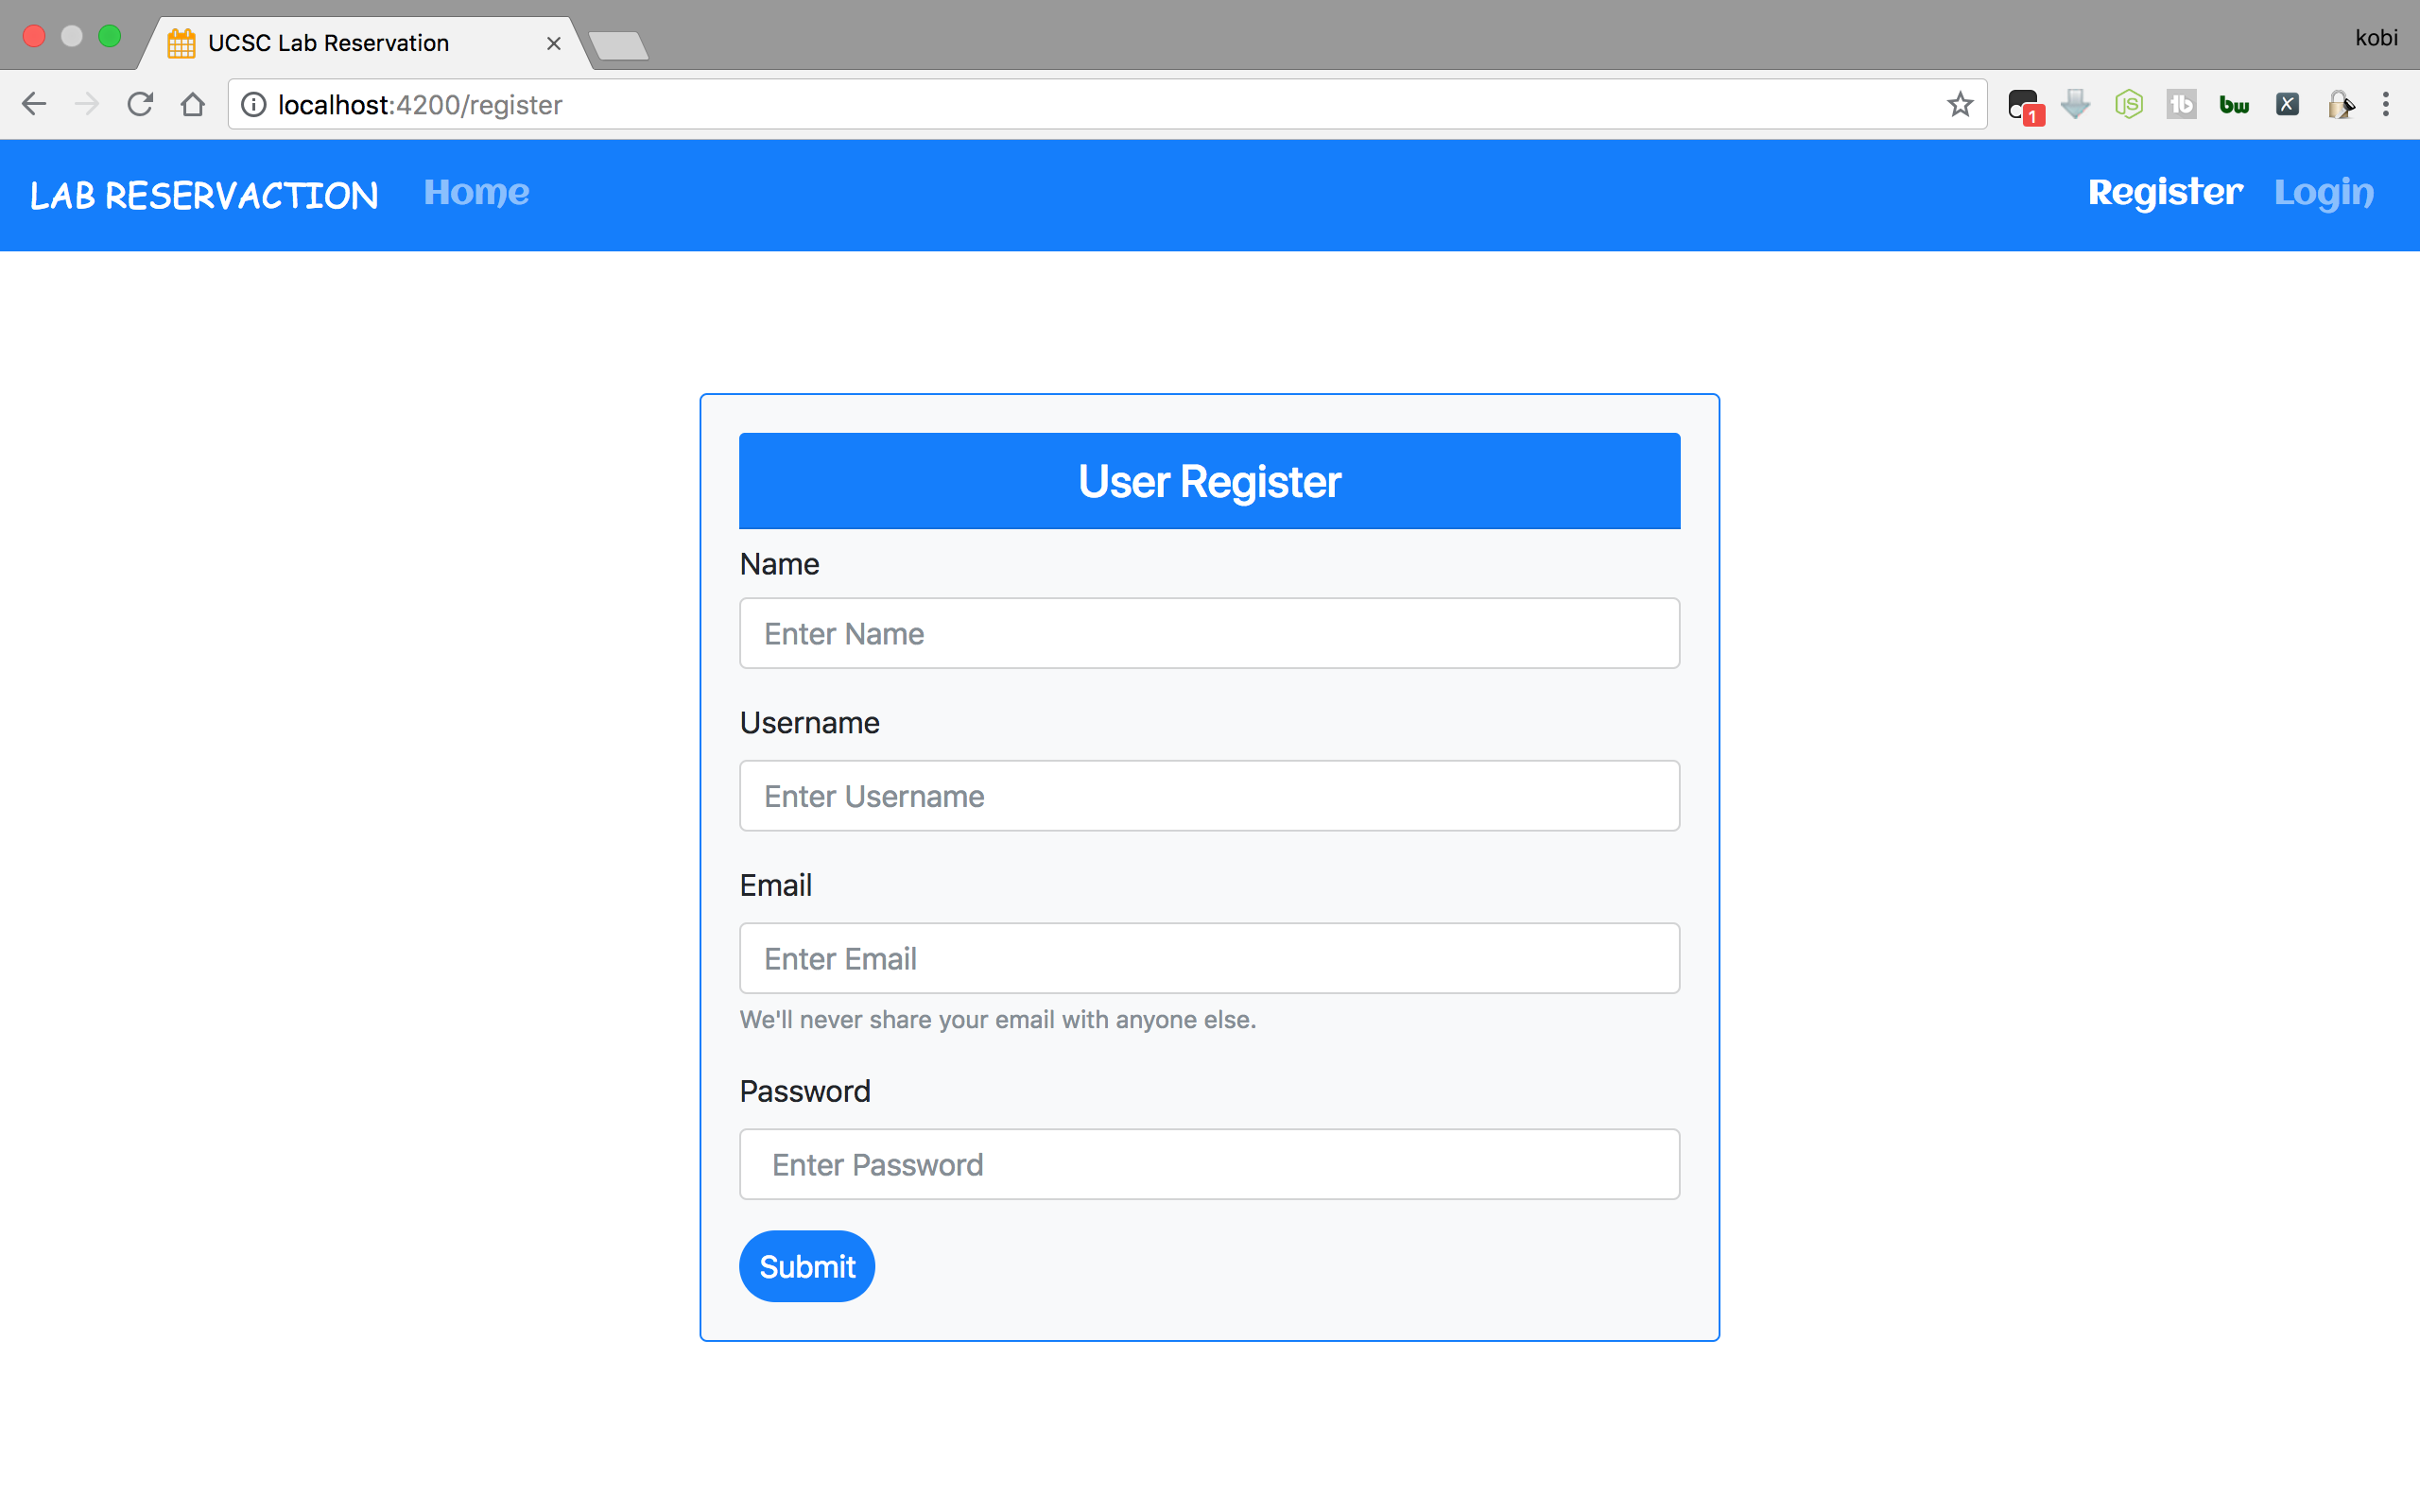 UCSC Lab Reservation
kobi
localhost:4200/register
1
JS
tb
bw
X
LAB RESERVACTION Home Register Login
User Register
Name
Enter Name
Username
Enter Username
Email
Enter Email
We'll never share your email with anyone else.
Password
Enter Password
Submit